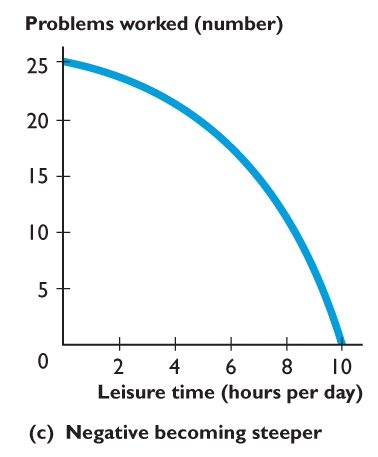 Problems worked (number)
25
20
15
10
5
0
2 4 6 8 10
Leisure time (hours per day)
(c) Negative becoming steeper